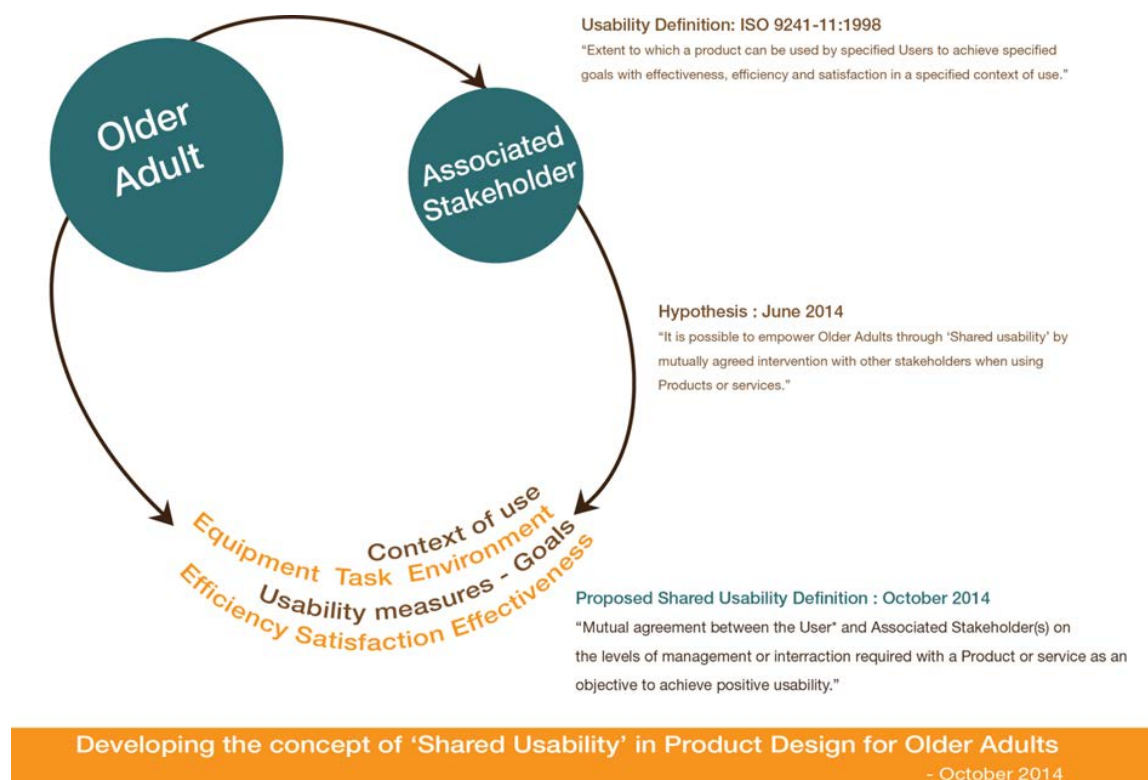 Older
Adult
Associated
Stakeholder
Usability Definition: ISO 9241-11:1998
“Extent to which a product can be used by specified Users to achieve specified
goals with effectiveness, efficiency and satisfaction in a specified context of use.”
Hypothesis : June 2014
“It is possible to empower Older Adults through ‘Shared usability’ by
mutually agreed intervention with other stakeholders when using
Products or services.”
Context of use
Equipment Task Environment
Usability measures - Goals
Efficiency Satisfaction Effectiveness
Proposed Shared Usability Definition : October 2014
“Mutual agreement between the User* and Associated Stakeholder(s) on
the levels of management or interraction required with a Product or service as an
objective to achieve positive usability.”
Developing the concept of ‘Shared Usability’ in Product Design for Older Adults
- October 2014